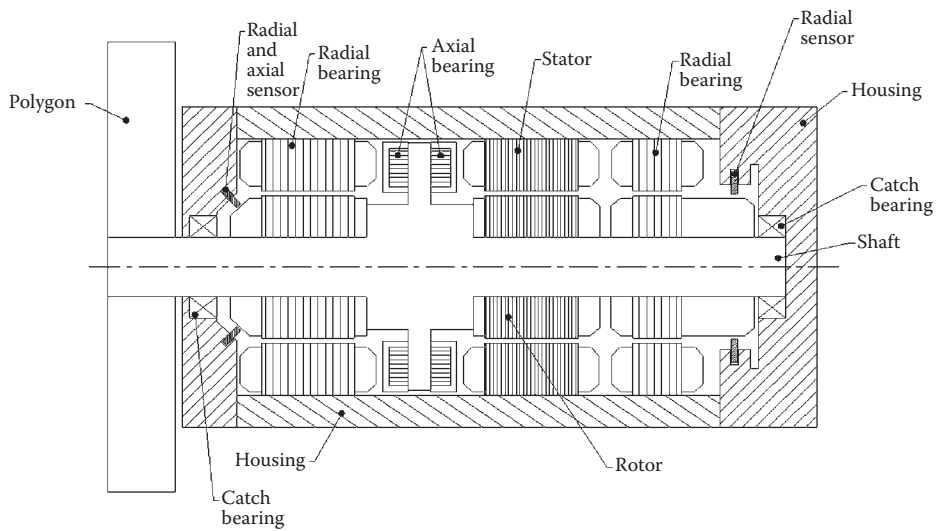 Radial
and
axial
sensor
Radial
bearing
Axial
bearing
Stator
Radial
bearing
Radial
sensor
Polygon
Housing
Catch
bearing
Shaft
Housing
Rotor
Catch
bearing